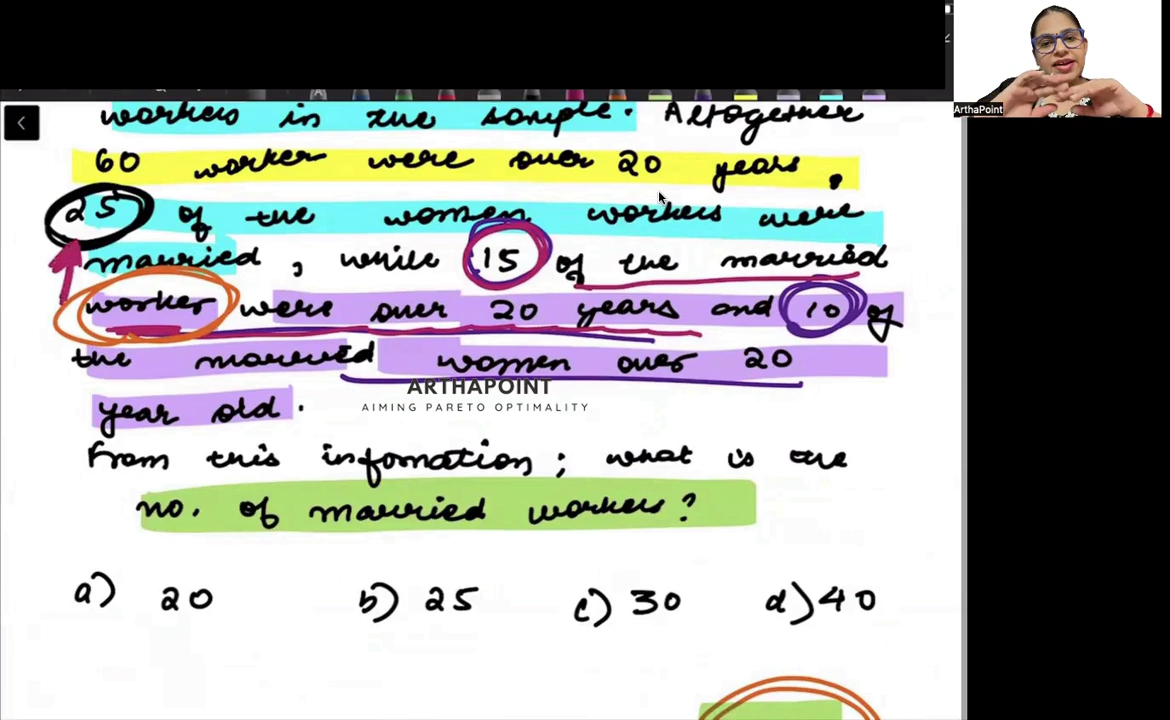 ArthaPoint
workers in the sample. Altogether
60 worker were over 20 years,
25 of the women workers were
married, while 15 of the married
worker were over 20 years and 10 of
the married women over 20
ARTHAPOINT
AIMING PARETO OPTIMALITY
year old.
From this infomation; what is the
no. of married workers?
a) 20 b) 25 c) 30 d) 40